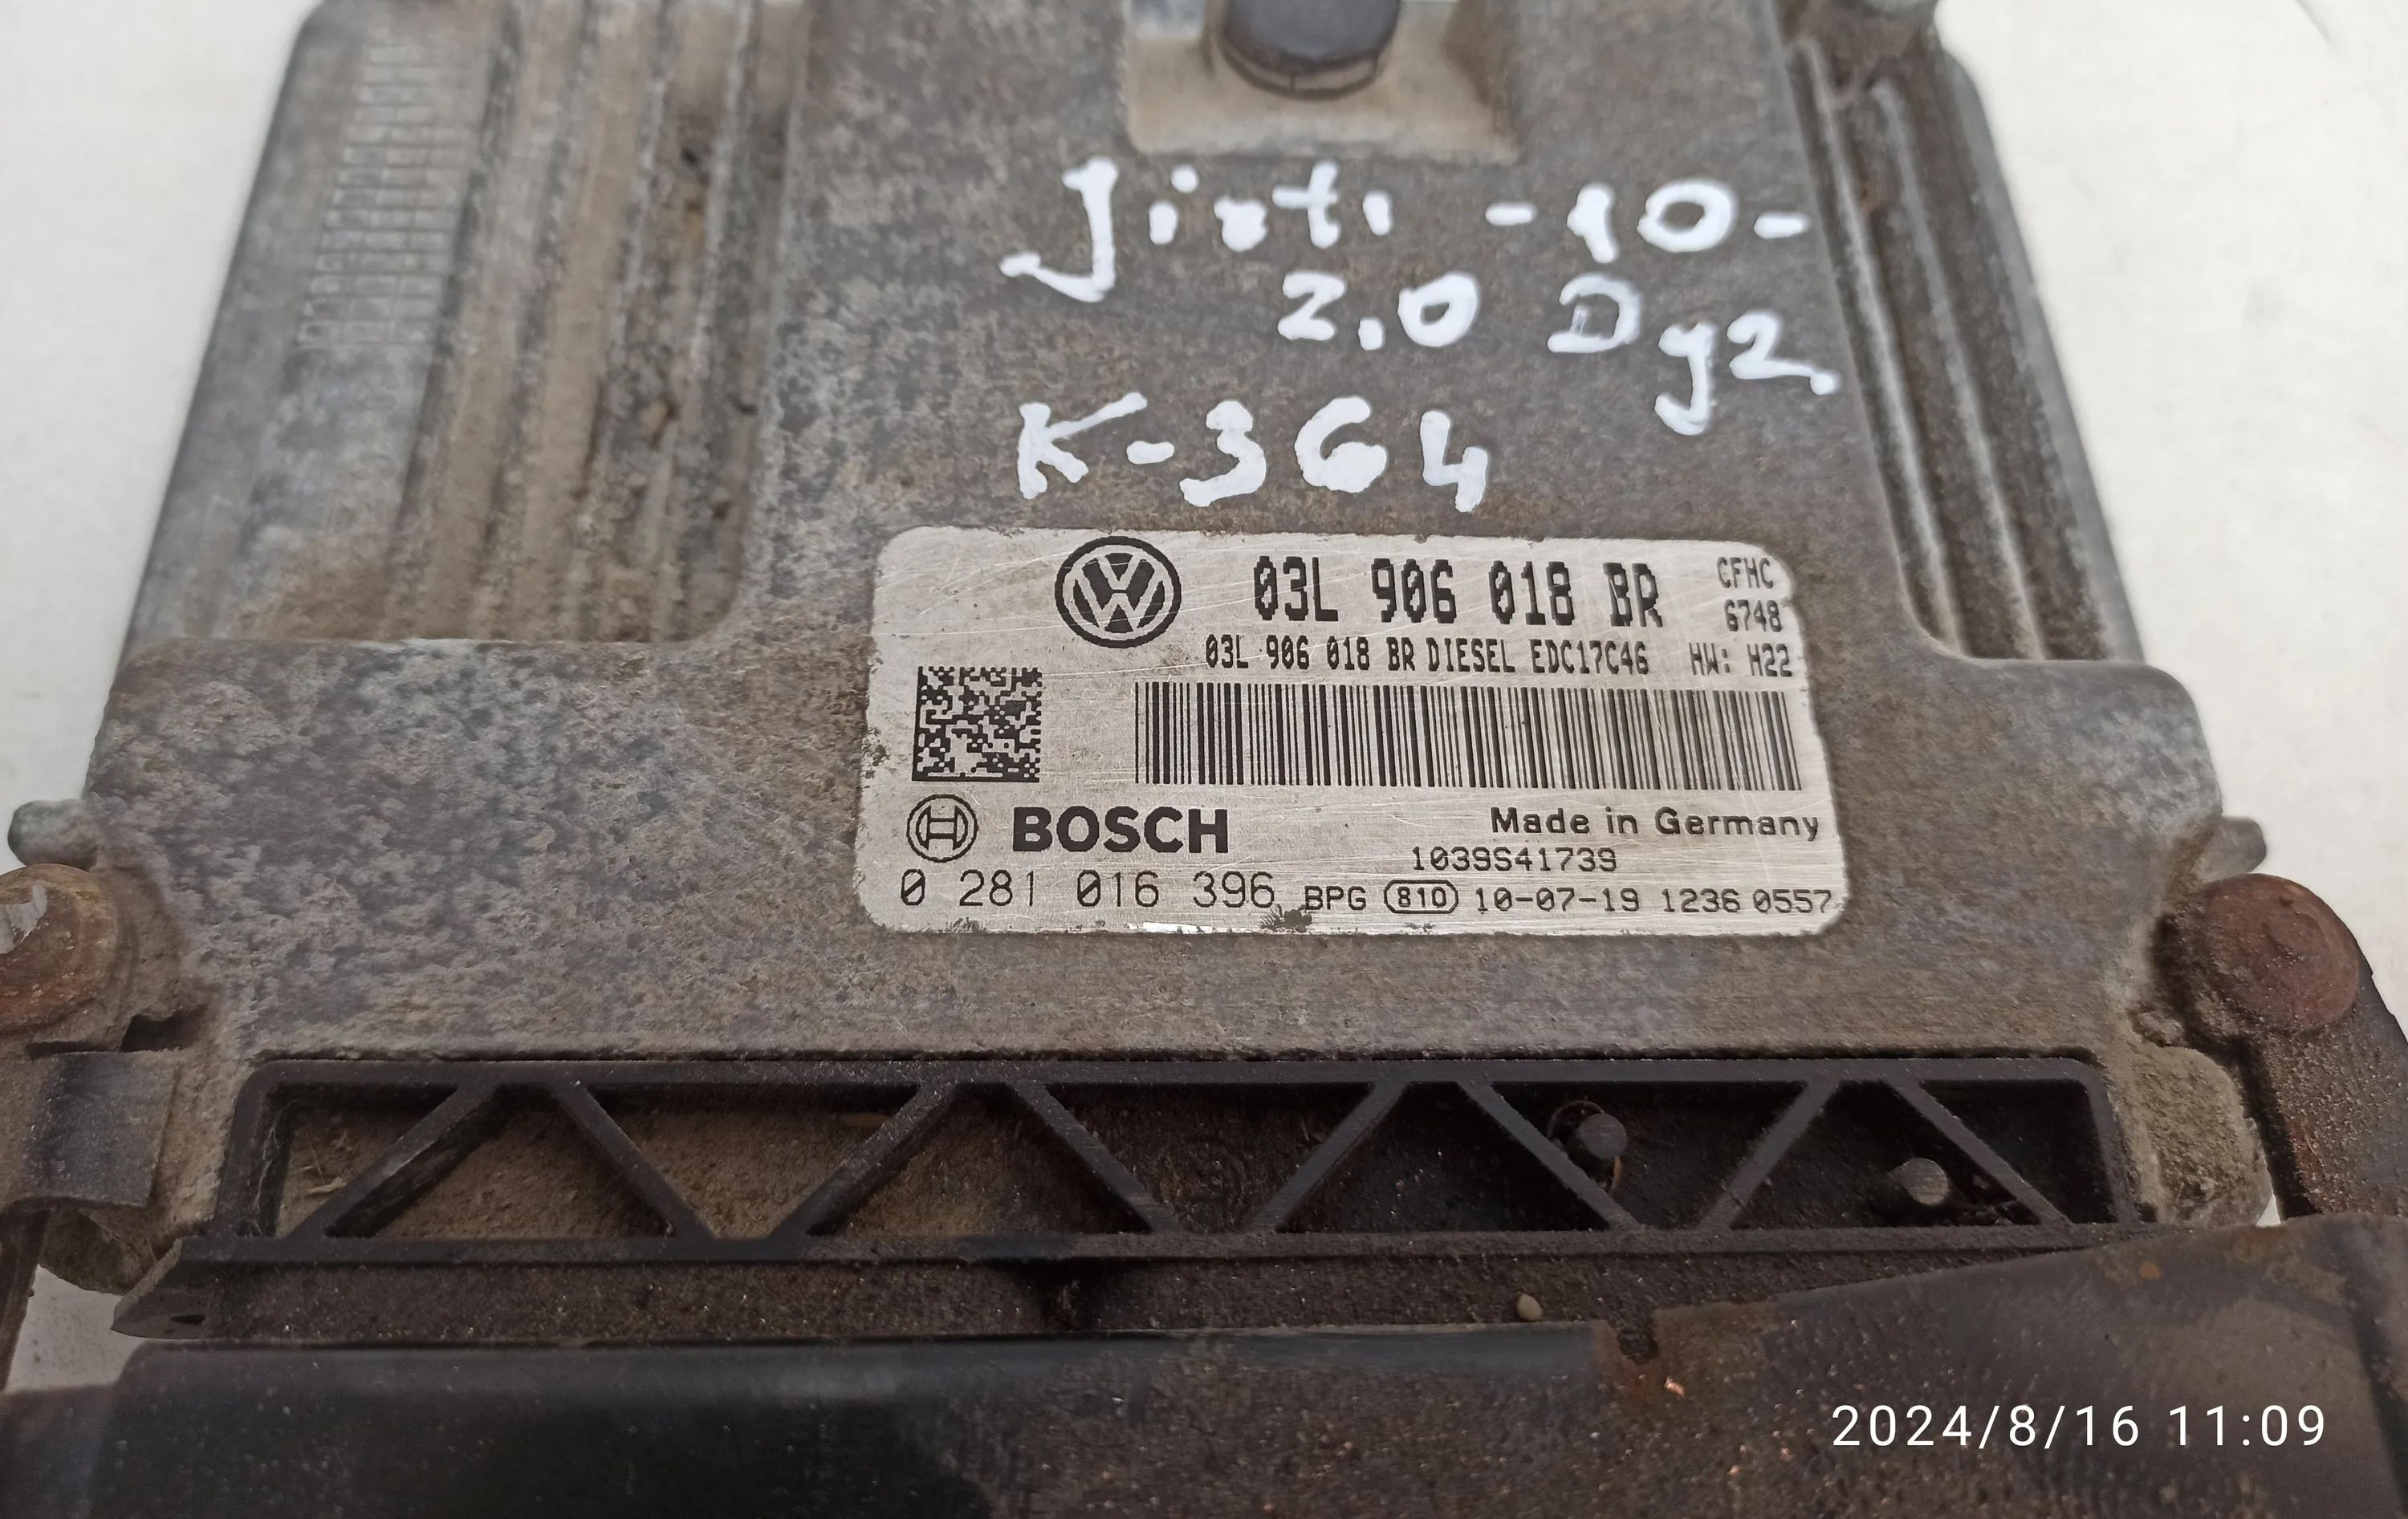 Jioti -10-
2.0 Dyz
K-364
03L 906 018 BR
CFHC
6748
03L 906 018 BR DIESEL EDC17C46 HW: H22
BOSCH
Made in Germany
1039S41739
0 281 016 396 BPG 810 10-07-19 1236 0557
2024/8/16 11:09